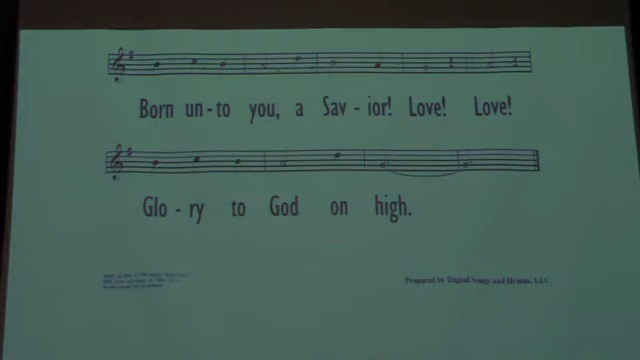 Born un-to you, a Sav-ior! Love! Love!
Glo-ry to God on high.
Prepared by Digital Songs and Hymns, LLC